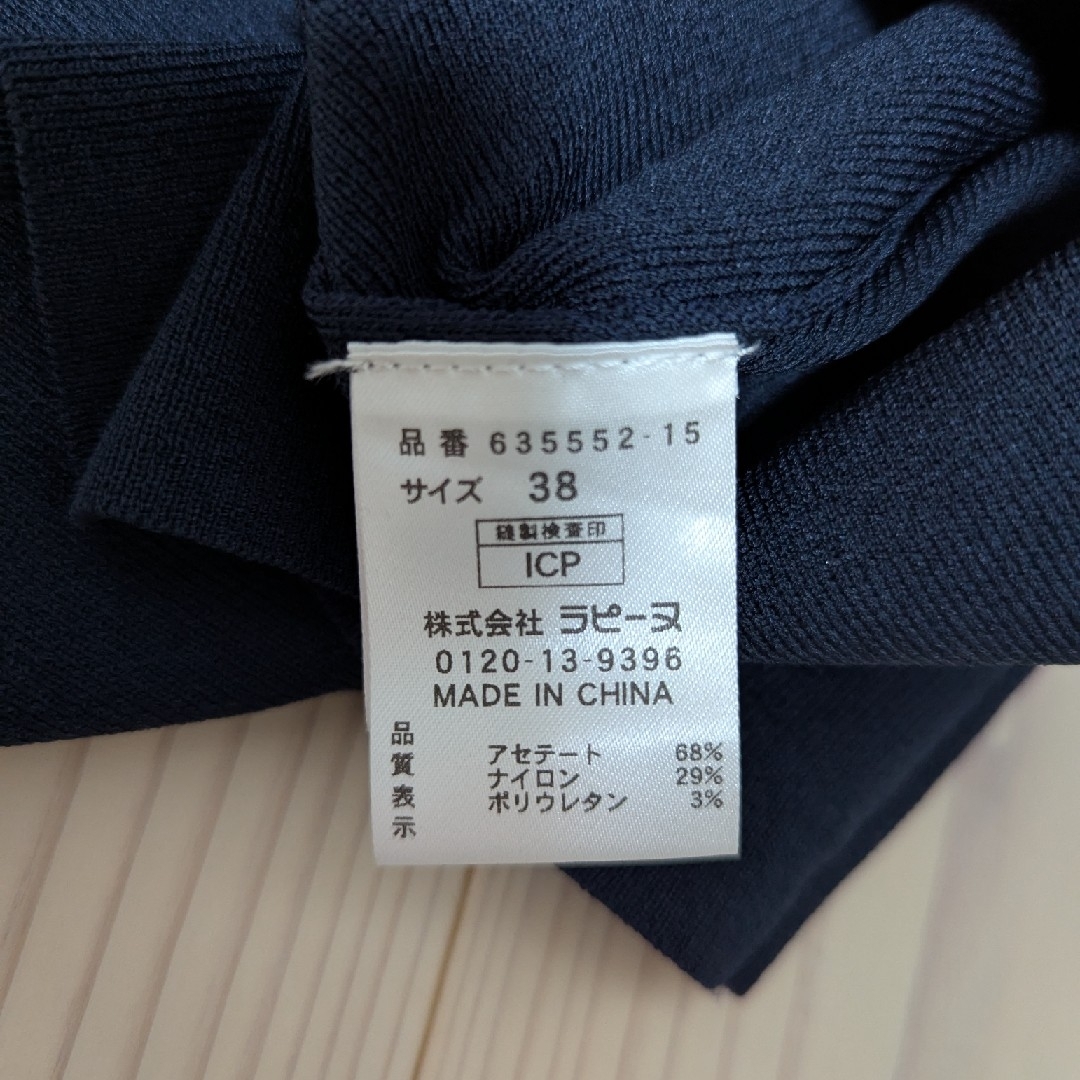 品番 635552-15
サイズ 38
縫製検査印
ICP
株式会社 ラピーヌ
0120-13-9396
MADE IN CHINA
品質表示
アセテート 68%
ナイロン 29%
ポリウレタン 3%